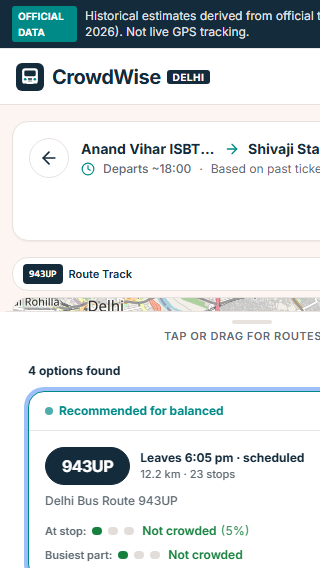 OFFICIAL DATA
Historical estimates derived from official t
2026). Not live GPS tracking.
CrowdWise DELHI
Anand Vihar ISBT... → Shivaji Sta
Departs ~18:00 · Based on past ticke
943UP Route Track
Rohilla
Delhi
TAP OR DRAG FOR ROUTES
4 options found
Recommended for balanced
943UP
Leaves 6:05 pm · scheduled
12.2 km · 23 stops
Delhi Bus Route 943UP
At stop: Not crowded (5%)
Busiest part: Not crowded